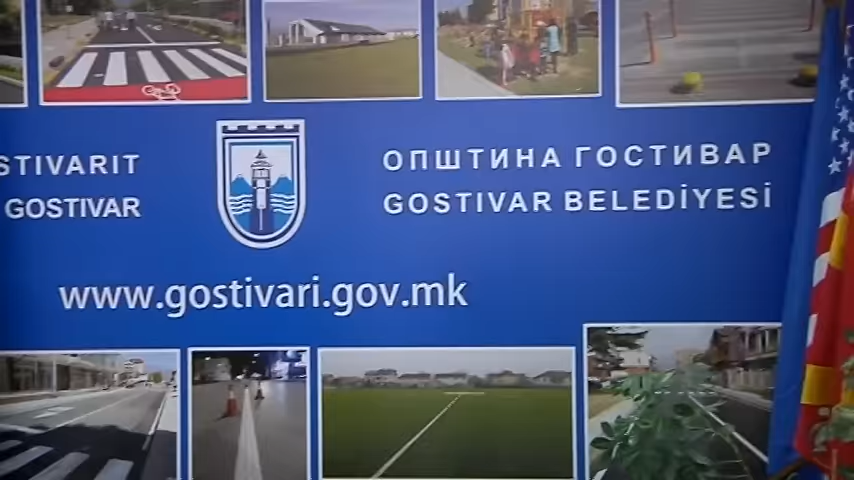 STIVARIT
GOSTIVAR
ОПШТИНА ГОСТИВАР
GOSTIVAR BELEDİYESİ
www.gostivari.gov.mk